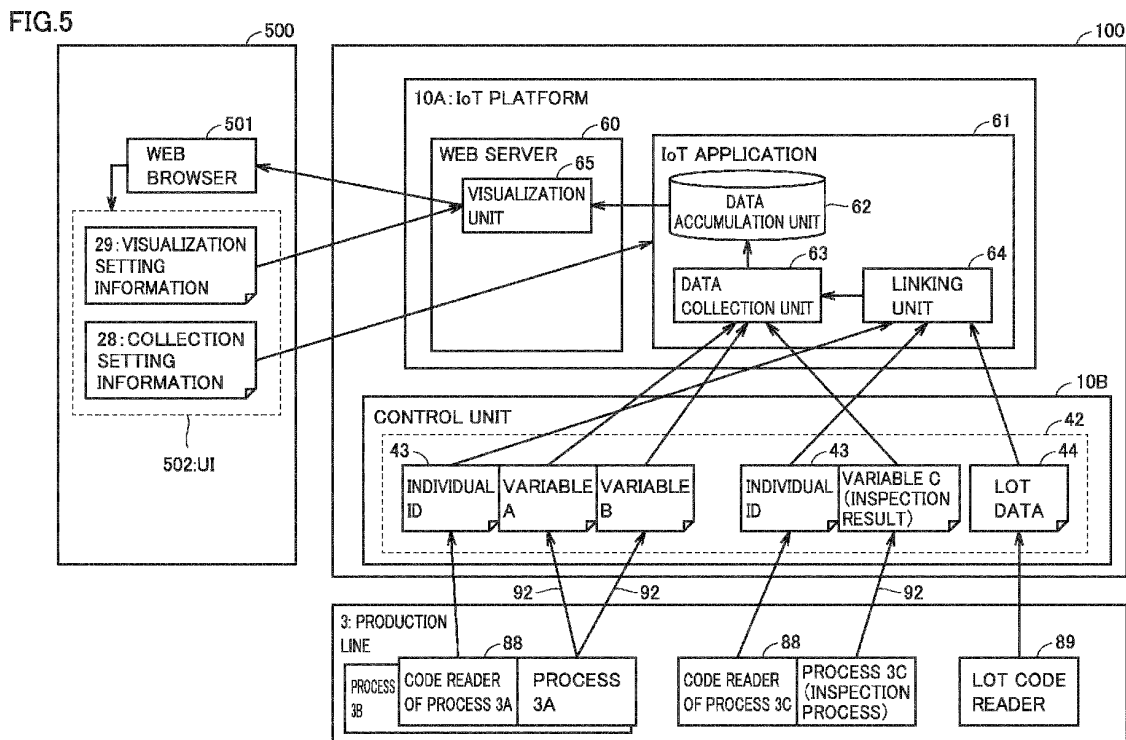 FIG.5
500
100
10A:IoT PLATFORM
501
WEB
BROWSER
60
WEB SERVER
65
VISUALIZATION
UNIT
61
IoT APPLICATION
DATA
ACCUMULATION UNIT
62
29:VISUALIZATION
SETTING
INFORMATION
63
DATA
COLLECTION UNIT
64
LINKING
UNIT
28:COLLECTION
SETTING
INFORMATION
502:UI
10B
CONTROL UNIT
42
43
INDIVIDUAL
ID
VARIABLE
A
VARIABLE
B
43
INDIVIDUAL
ID
VARIABLE C
(INSPECTION
RESULT)
44
LOT
DATA
92
92
92
3: PRODUCTION
LINE
88
PROCESS
3B
CODE READER
OF PROCESS 3A
PROCESS
3A
88
CODE READER
OF PROCESS 3C
PROCESS 3C
(INSPECTION
PROCESS)
89
LOT CODE
READER